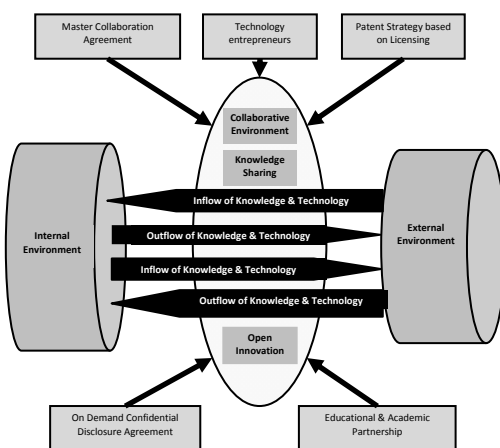 Master Collaboration
Agreement
Technology
entrepreneurs
Patent Strategy based
on Licensing
Collaborative
Environment
Knowledge
Sharing
Inflow of Knowledge & Technology
Internal
Environment
Outflow of Knowledge & Technology
External
Environment
Inflow of Knowledge & Technology
Outflow of Knowledge & Technology
Open
Innovation
On Demand Confidential
Disclosure Agreement
Educational & Academic
Partnership